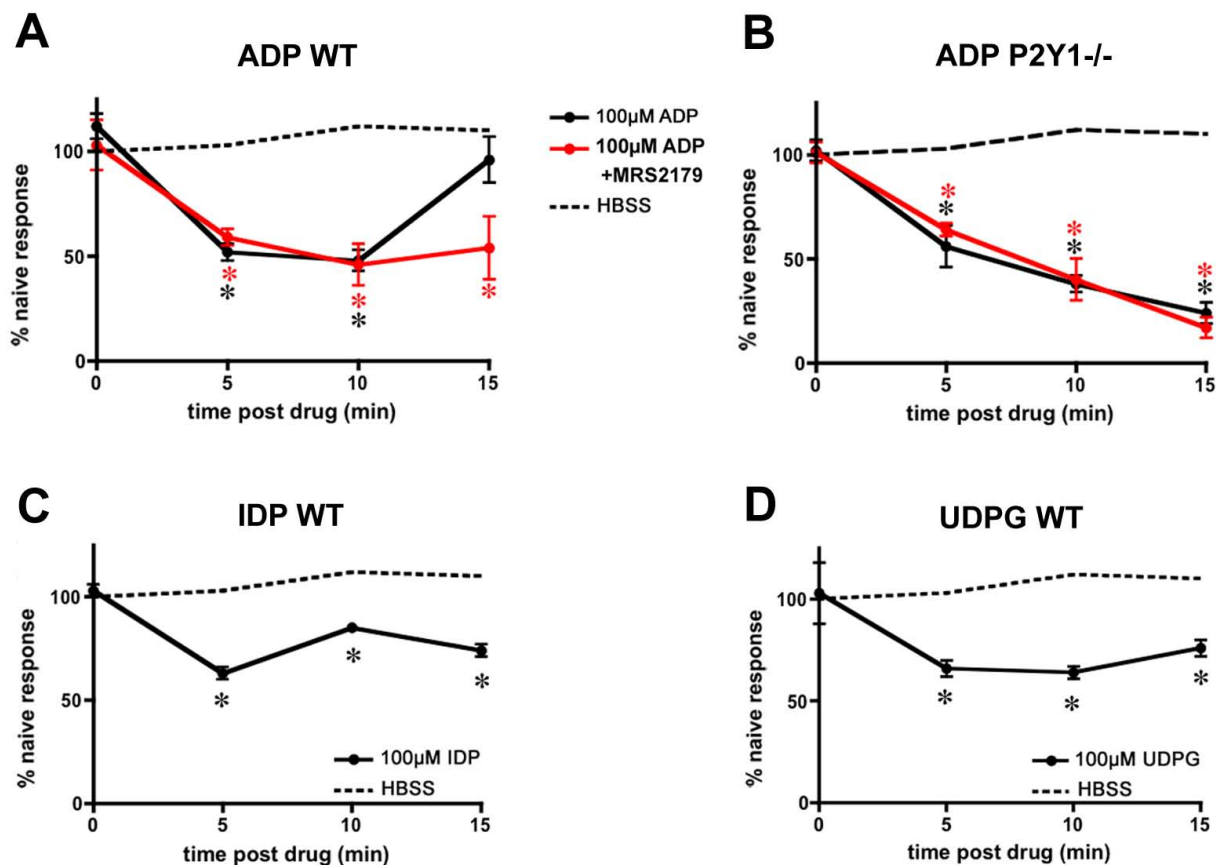 A
ADP WT
% naive response
100
50
0
0
5
10
15
*
*
*
*
*
time post drug (min)
100µM ADP
100µM ADP
+MRS2179
HBSS
B
ADP P2Y1-/-
% naive response
100
50
0
0
5
10
15
*
*
*
*
*
*
time post drug (min)
C
IDP WT
% naive response
100
50
0
0
5
10
15
*
*
*
100µM IDP
HBSS
time post drug (min)
D
UDPG WT
% naive response
100
50
0
0
5
10
15
*
*
*
100µM UDPG
HBSS
time post drug (min)